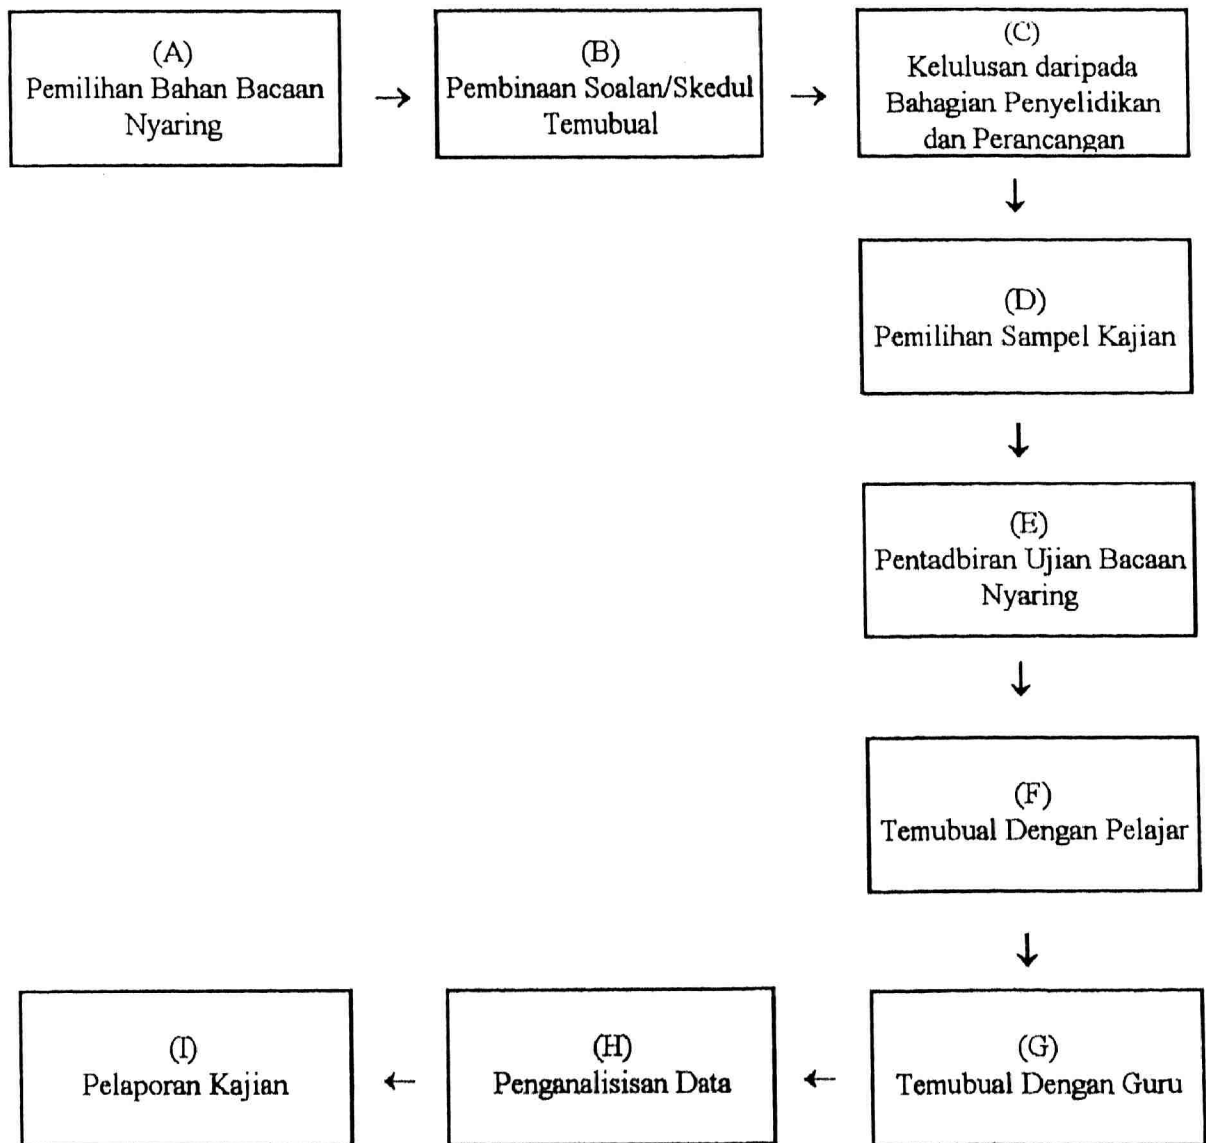 (A)
Pemilihan Bahan Bacaan
Nyaring
→
(B)
Pembinaan Soalan/Skedul
Temubual
→
(C)
Kelulusan daripada
Bahagian Penyelidikan
dan Perancangan
↓
(D)
Pemilihan Sampel Kajian
↓
(E)
Pentadbiran Ujian Bacaan
Nyaring
↓
(F)
Temubual Dengan Pelajar
↓
(G)
Temubual Dengan Guru
←
(H)
Penganalisisan Data
←
(I)
Pelaporan Kajian